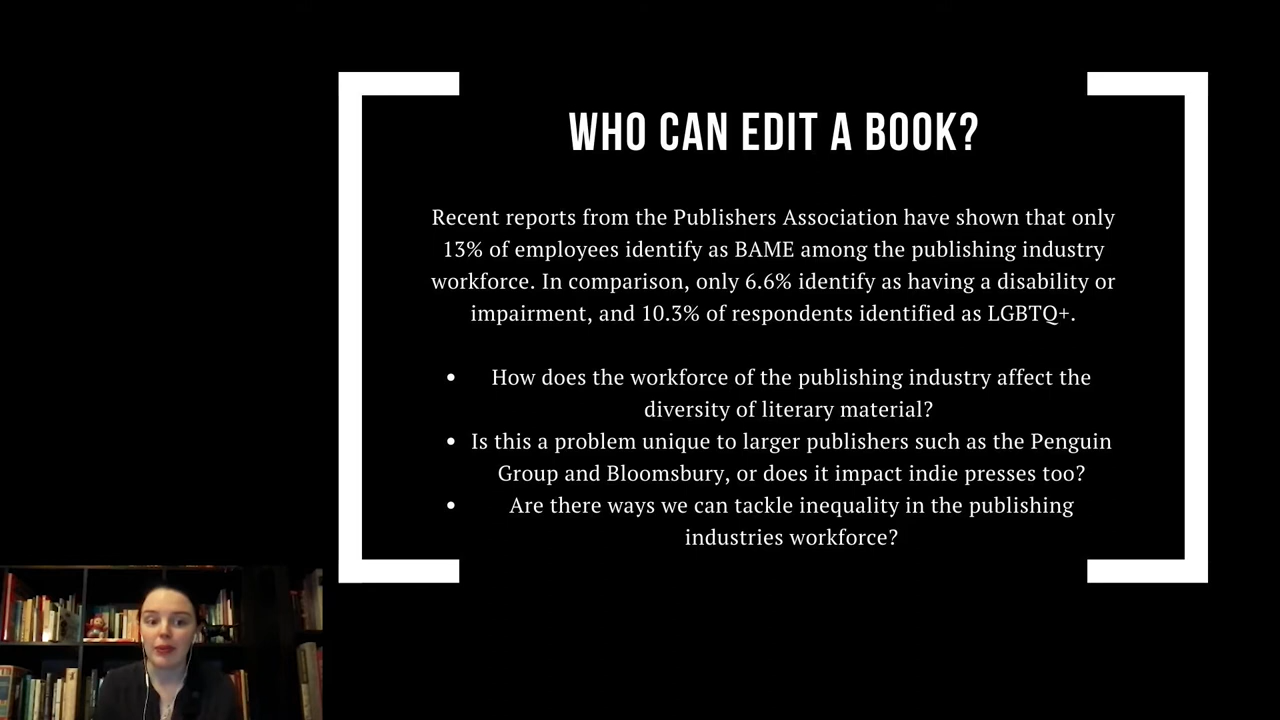 WHO CAN EDIT A BOOK?
Recent reports from the Publishers Association have shown that only
13% of employees identify as BAME among the publishing industry
workforce. In comparison, only 6.6% identify as having a disability or
impairment, and 10.3% of respondents identified as LGBTQ+.
• How does the workforce of the publishing industry affect the
diversity of literary material?
• Is this a problem unique to larger publishers such as the Penguin
Group and Bloomsbury, or does it impact indie presses too?
• Are there ways we can tackle inequality in the publishing
industries workforce?